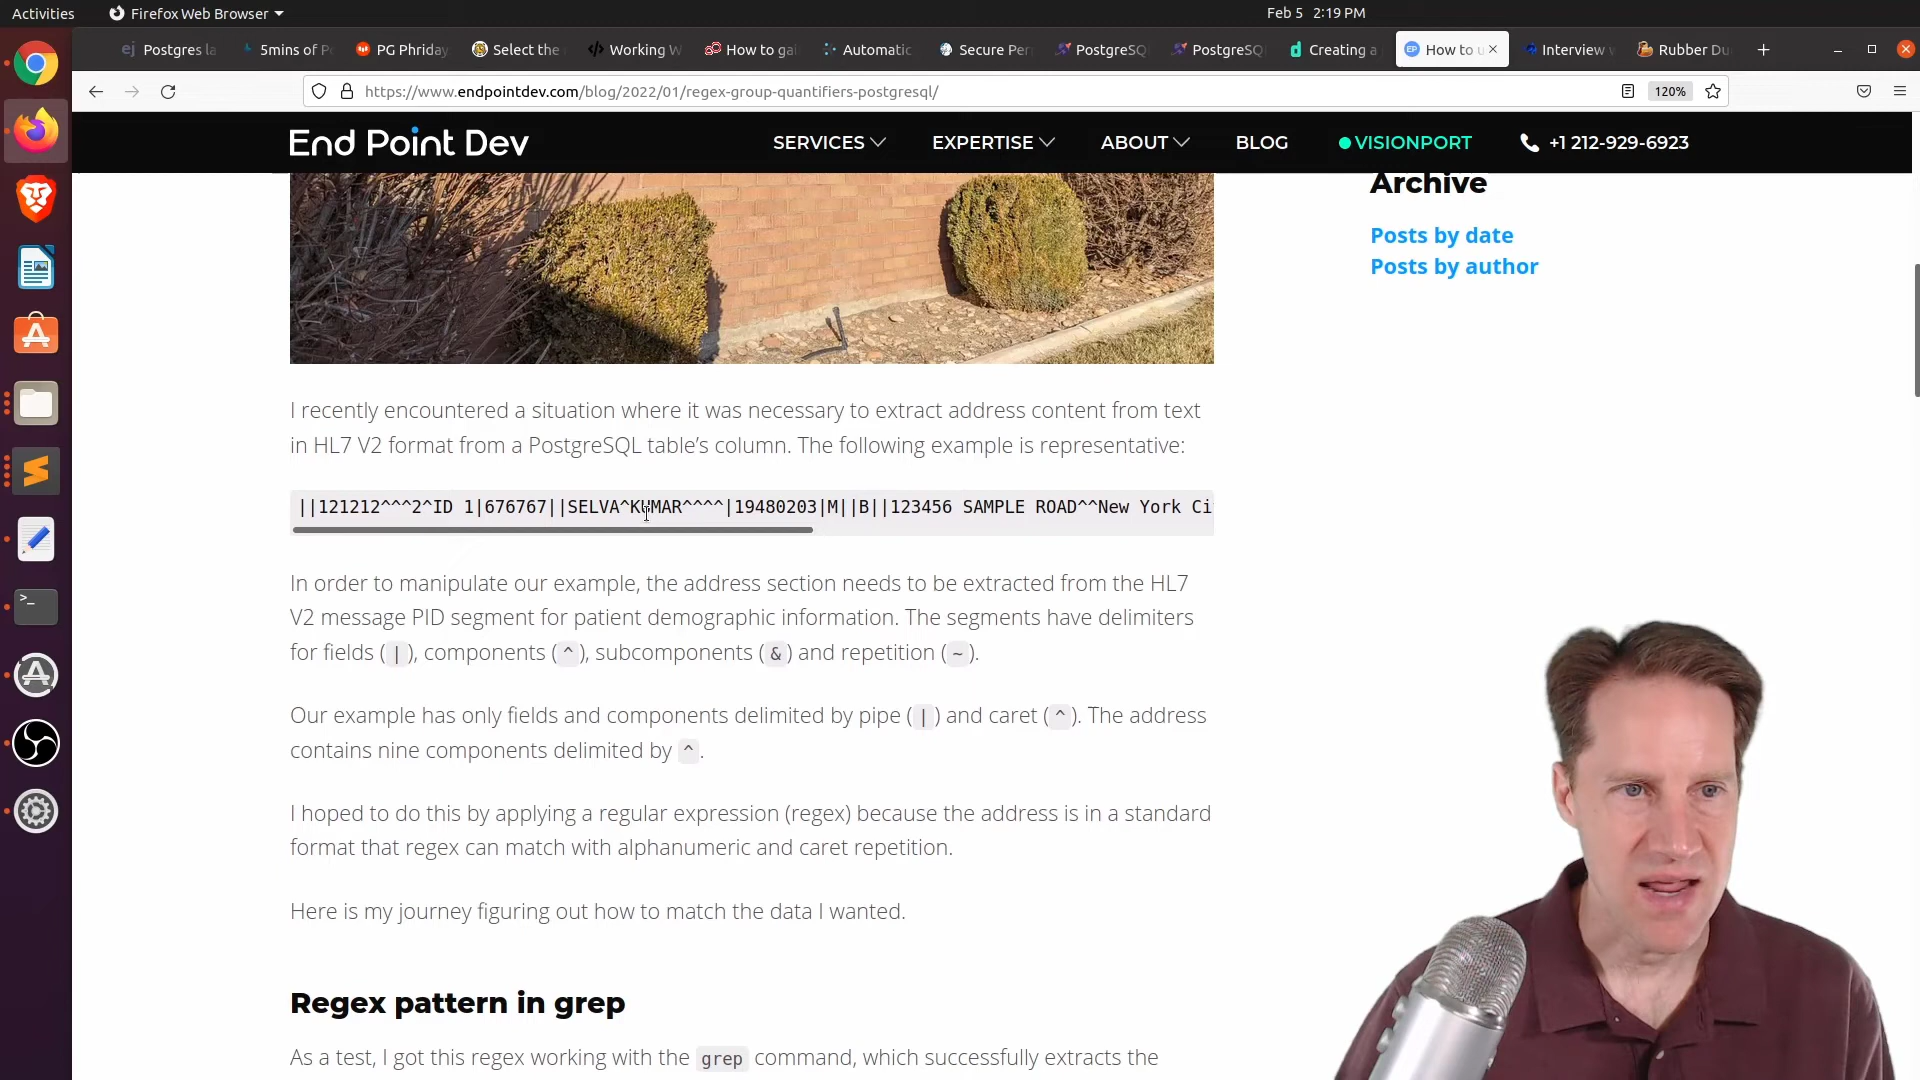 Activities
Firefox Web Browser
Feb 5 2:19 PM
Postgres la
5mins of Po
PG Phriday
Select the
Working W
How to ga
Automatic
Secure Per
PostgreSQ
PostgreSQ
Creating a
How to u
Interview w
Rubber Du
https://www.endpointdev.com/blog/2022/01/regex-group-quantifiers-postgresql/
120%
End Point Dev
SERVICES
EXPERTISE
ABOUT
BLOG
VISIONPORT
+1 212-929-6923
Archive
Posts by date
Posts by author
I recently encountered a situation where it was necessary to extract address content from text
in HL7 V2 format from a PostgreSQL table’s column. The following example is representative:
||121212^^^2^ID 1|676767||SELVA^KUMAR^^^^|19480203|M||B||123456 SAMPLE ROAD^^New York Ci
In order to manipulate our example, the address section needs to be extracted from the HL7
V2 message PID segment for patient demographic information. The segments have delimiters
for fields ( | ), components ( ^ ), subcomponents ( & ) and repetition ( ~ ).
Our example has only fields and components delimited by pipe ( | ) and caret ( ^ ). The address
contains nine components delimited by ^ .
I hoped to do this by applying a regular expression (regex) because the address is in a standard
format that regex can match with alphanumeric and caret repetition.
Here is my journey figuring out how to match the data I wanted.
Regex pattern in grep
As a test, I got this regex working with the grep command, which successfully extracts the